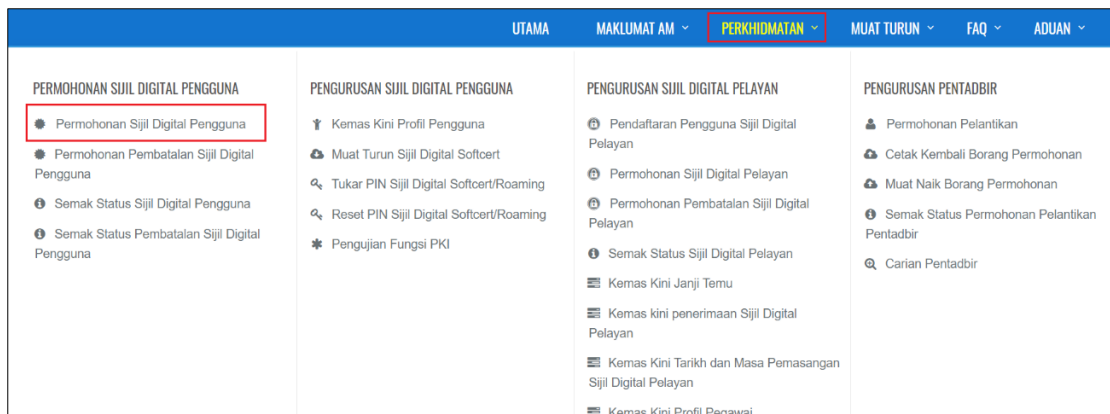 UTAMA MAKLUMAT AM PERKHIDMATAN MUAT TURUN FAQ ADUAN
PERMOHONAN SIJIL DIGITAL PENGGUNA
Permohonan Sijil Digital Pengguna
Permohonan Pembatalan Sijil Digital
Pengguna
Semak Status Sijil Digital Pengguna
Semak Status Pembatalan Sijil Digital
Pengguna
PENGURUSAN SIJIL DIGITAL PENGGUNA
Kemas Kini Profil Pengguna
Muat Turun Sijil Digital Softcert
Tukar PIN Sijil Digital Softcert/Roaming
Reset PIN Sijil Digital Softcert/Roaming
Pengujian Fungsi PKI
PENGURUSAN SIJIL DIGITAL PELAYAN
Pendaftaran Pengguna Sijil Digital
Pelayan
Permohonan Sijil Digital Pelayan
Permohonan Pembatalan Sijil Digital
Pelayan
Semak Status Sijil Digital Pelayan
Kemas Kini Janji Temu
Kemas kini penerimaan Sijil Digital
Pelayan
Kemas Kini Tarikh dan Masa Pemasangan
Sijil Digital Pelayan
Kemas Kini Profil Pegawai
PENGURUSAN PENTADBIR
Permohonan Pelantikan
Cetak Kembali Borang Permohonan
Muat Naik Borang Permohonan
Semak Status Permohonan Pelantikan
Pentadbir
Carian Pentadbir